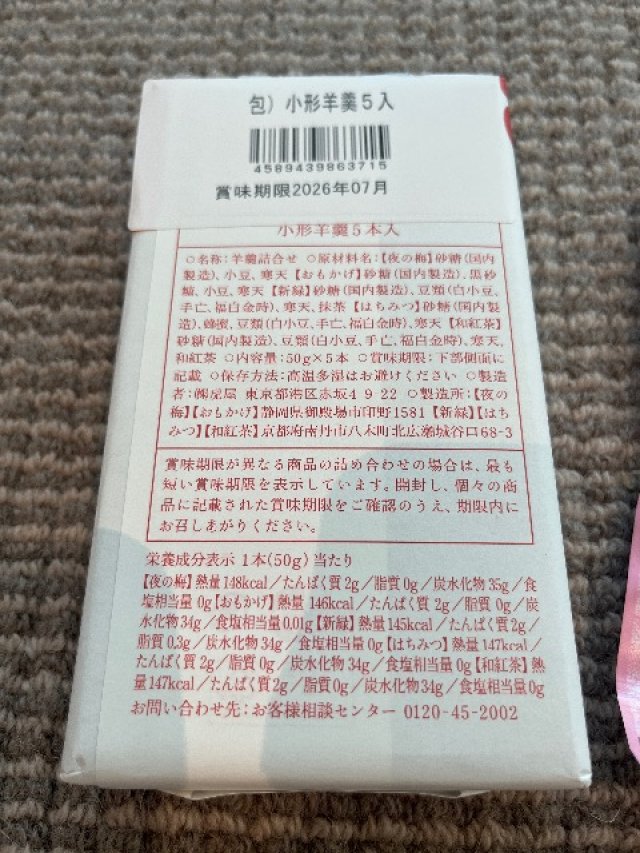 包）小形羊羹５入
4589439863715
賞味期限2026年07月
小形羊羹５本入
○名称：羊羹詰合せ ○原材料名：【夜の梅】砂糖（国内
製造）、小豆、寒天【おもかげ】砂糖（国内製造）、黒砂
糖、小豆、寒天【新緑】砂糖（国内製造）、豆類（白小豆、
手亡、福白金時）、寒天、抹茶【はちみつ】砂糖（国内製
造）、蜂蜜、豆類（白小豆、手亡、福白金時）、寒天【和紅茶】
砂糖（国内製造）、豆類（白小豆、手亡、福白金時）、寒天、
和紅茶 ○内容量：50g×５本 ○賞味期限：下部側面に
記載 ○保存方法：高温多湿はお避けください ○製造
者：㈱虎屋 東京都港区赤坂4 9 22 ○製造所：【夜の
梅】【おもかげ】静岡県御殿場市印野1581【新緑】【はち
みつ】【和紅茶】京都府南丹市八木町北広瀬城谷口68-3
賞味期限が異なる商品の詰め合わせの場合は、最も
短い賞味期限を表示しています。開封し、個々の商
品に記載された賞味期限をご確認のうえ、期限内に
お召しあがりください。
栄養成分表示 １本（50g）当たり
【夜の梅】熱量148kcal／たんぱく質2g／脂質0g／炭水化物35g／食
塩相当量 0g【おもかげ】熱量 146kcal／たんぱく質2g／脂質0g／炭
水化物34g／食塩相当量0.01g【新緑】熱量145kcal／たんぱく質2g／
脂質0.3g／炭水化物34g／食塩相当量0g【はちみつ】熱量147kcal／
たんぱく質2g／脂質0g／炭水化物34g／食塩相当量0g【和紅茶】熱
量147kcal／たんぱく質2g／脂質0g／炭水化物34g／食塩相当量0g
お問い合わせ先：お客様相談センター 0120-45-2002